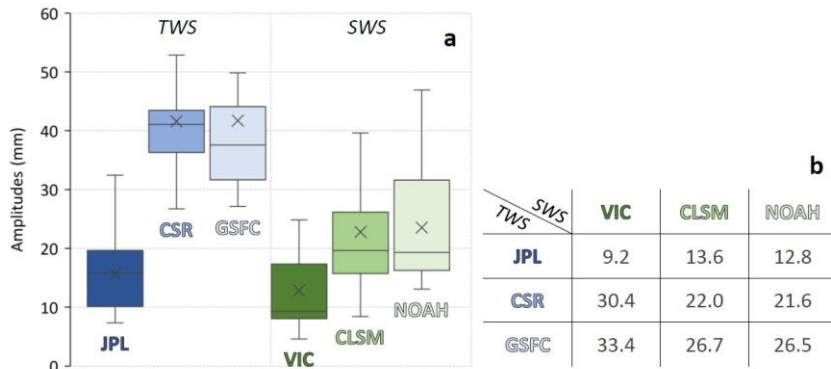 60
50
40
30
20
10
0
Amplitudes (mm)
TWS
SWS
a
JPL
CSR
GSFC
VIC
CLSM
NOAH
b
SWS
TWS
VIC CLSM NOAH
JPL 9.2 13.6 12.8
CSR 30.4 22.0 21.6
GSFC 33.4 26.7 26.5